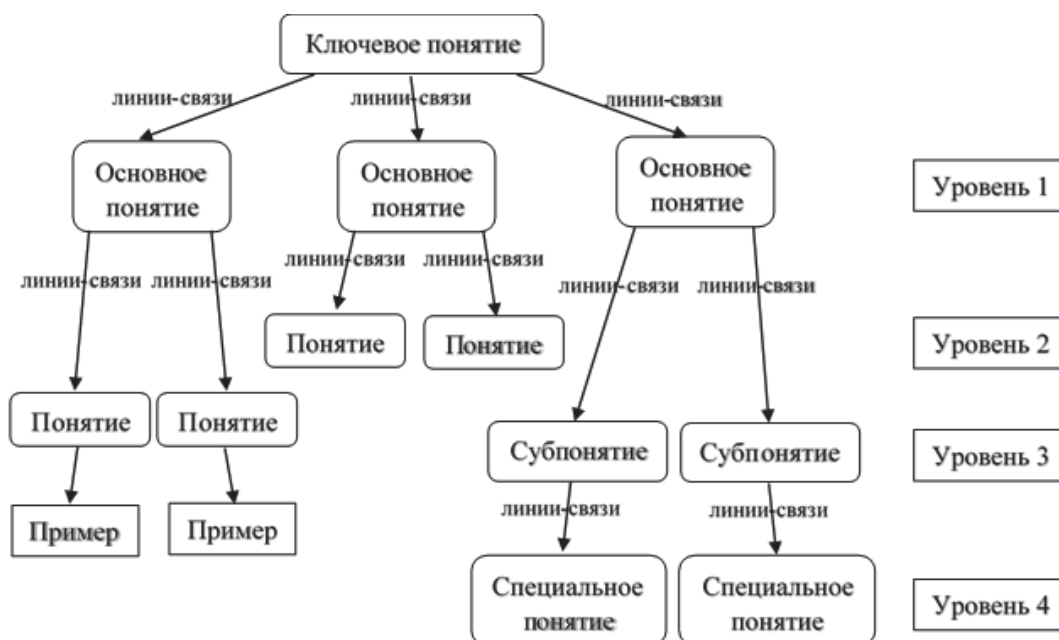 Ключевое понятие
линии-связи
линии-связи
линии-связи
Основное
понятие
Основное
понятие
Основное
понятие
Уровень 1
линии-связи
линии-связи
линии-связи
линии-связи
линии-связи
линии-связи
Понятие
Понятие
Уровень 2
Понятие
Понятие
Субпонятие
Субпонятие
Уровень 3
Пример
Пример
линии-связи
линии-связи
Специальное
понятие
Специальное
понятие
Уровень 4